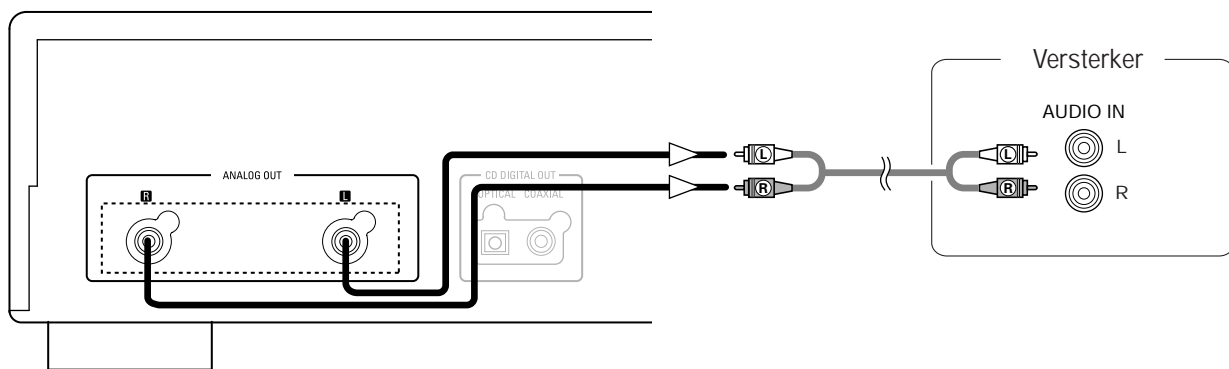 ANALOG OUT
R
L
CD DIGITAL OUT
OPTICAL COAXIAL
L
R
L
R
Versterker
AUDIO IN
L
R